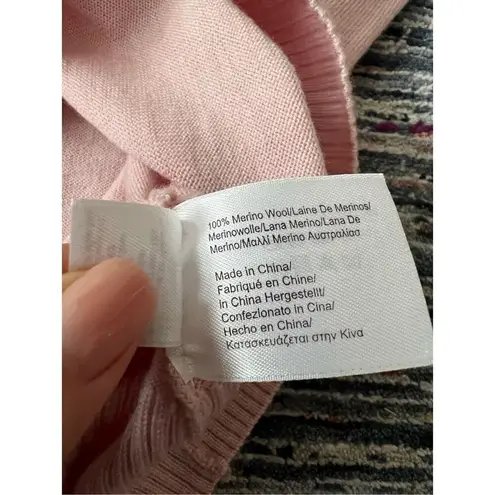 100% Merino Wool/Laine De Merinos/
Merinowolle/Lana Merino/Lana De
Merino/Μαλλί Merino Αυστραλίας
Made in China/
Fabriqué en Chine/
In China Hergestellt/
Confezionato in Cina/
Hecho en China/
Κατασκευάζεται στην Κίνα